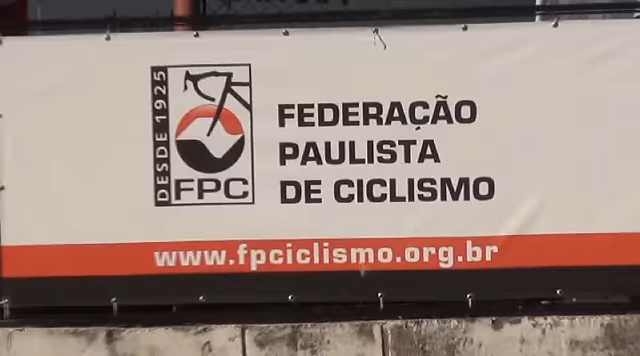 DESDE 1925
FPC
FEDERAÇÃO
PAULISTA
DE CICLISMO
www.fpciclismo.org.br